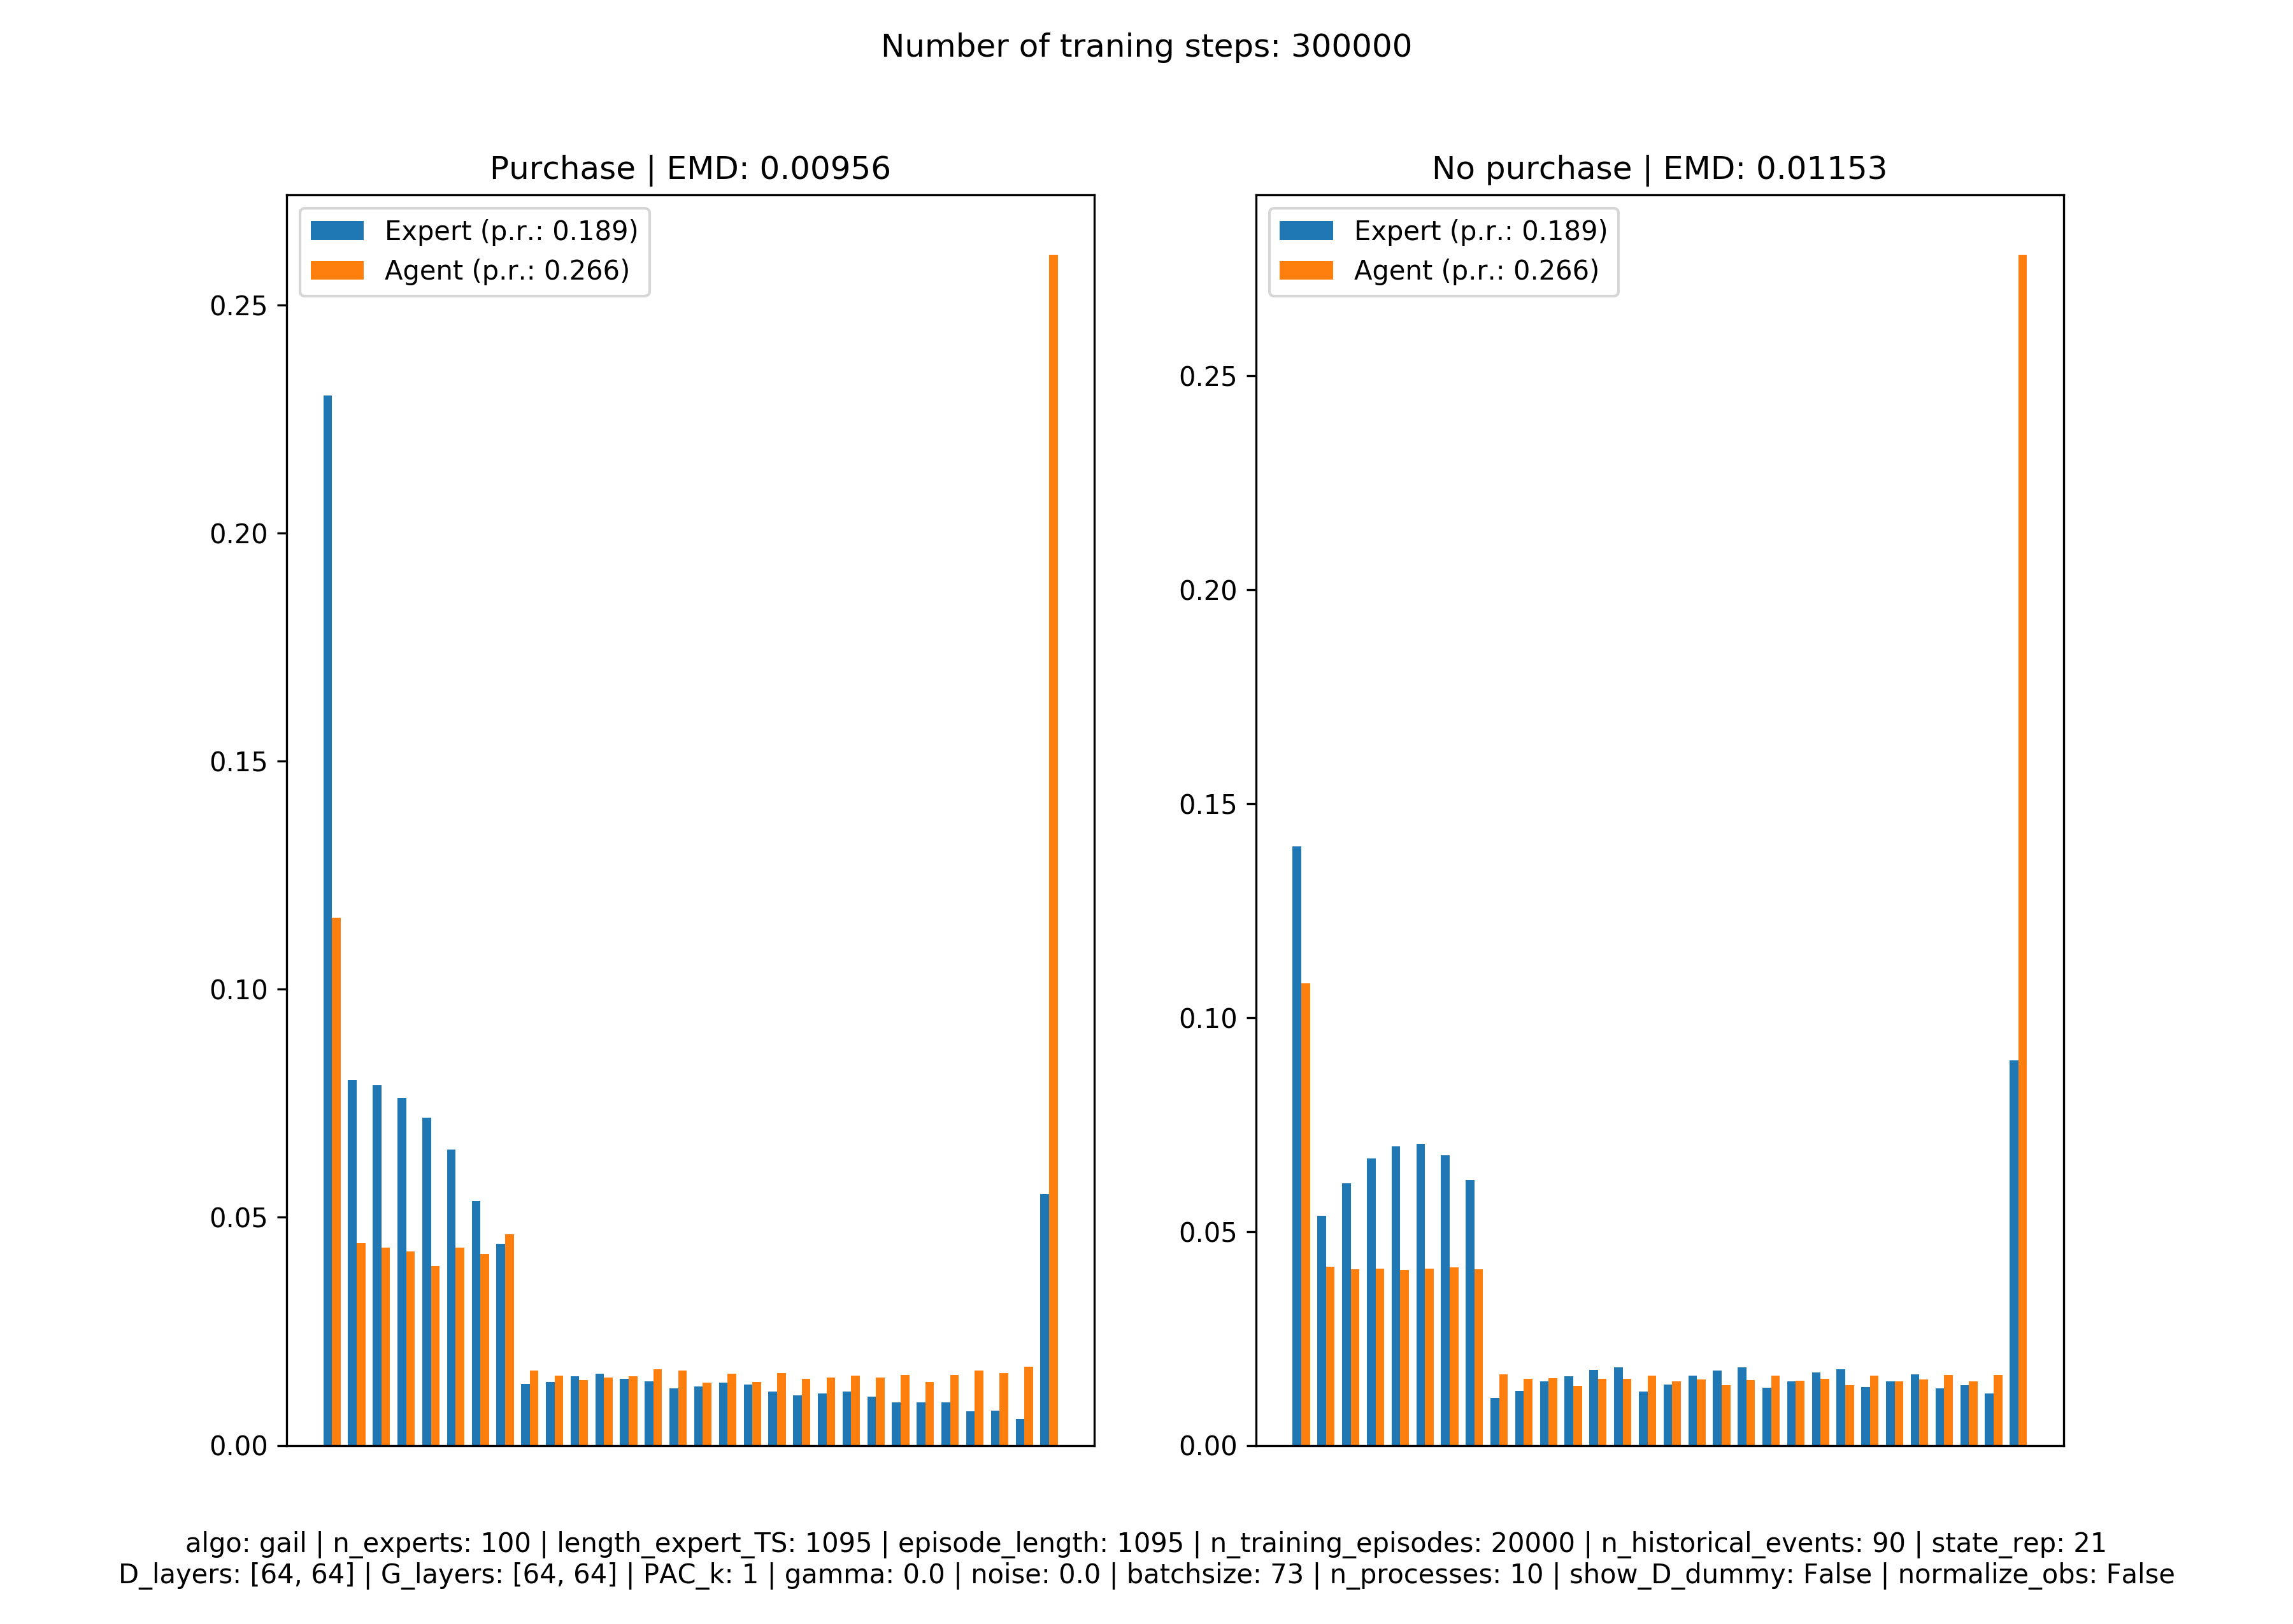 Number of traning steps: 300000
Purchase | EMD: 0.00956
Expert (p.r.: 0.189)
Agent (p.r.: 0.266)
0.25
0.20
0.15
0.10
0.05
0.00
No purchase | EMD: 0.01153
Expert (p.r.: 0.189)
Agent (p.r.: 0.266)
0.25
0.20
0.15
0.10
0.05
0.00
algo: gail | n_experts: 100 | length_expert_TS: 1095 | episode_length: 1095 | n_training_episodes: 20000 | n_historical_events: 90 | state_rep: 21
D_layers: [64, 64] | G_layers: [64, 64] | PAC_k: 1 | gamma: 0.0 | noise: 0.0 | batchsize: 73 | n_processes: 10 | show_D_dummy: False | normalize_obs: False